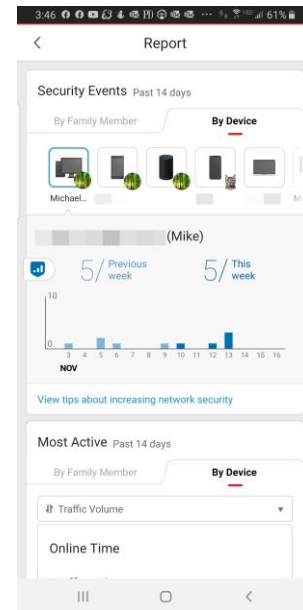 3:46 61%
Report
Security Events Past 14 days
By Family Member By Device
Michael...
(Mike)
5/ Previous week 5/ This week
10
0
3 4 5 6 7 8 9 10 11 12 13 14 15 16
NOV
View tips about increasing network security
Most Active Past 14 days
By Family Member By Device
Traffic Volume
Online Time